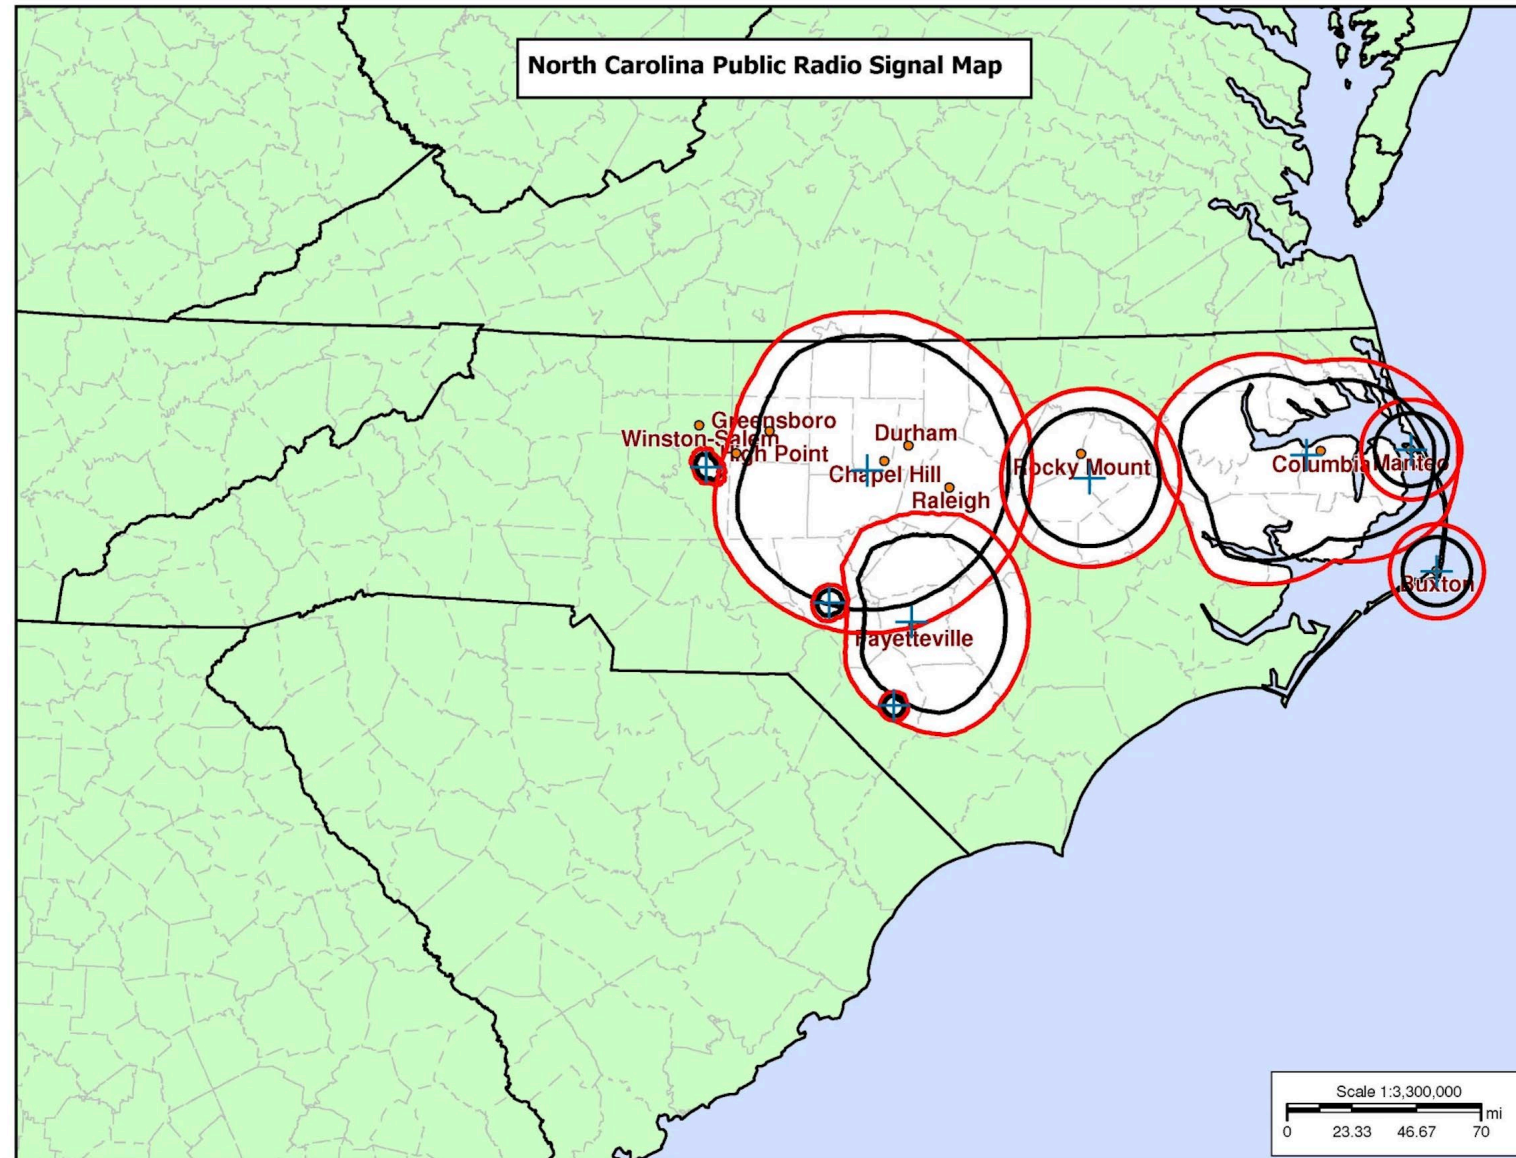 North Carolina Public Radio Signal Map
Greensboro
Winston-Salem
High Point
Durham
Chapel Hill
Raleigh
Rocky Mount
Columbia
Manteo
Buxton
Fayetteville
Scale 1:3,300,000
mi
0 23.33 46.67 70